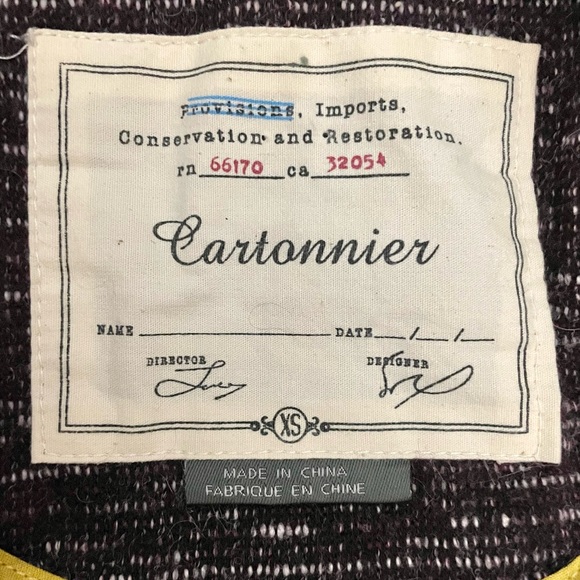 Provisions, Imports,
Conservation and Restoration.
rn 66170 ca 32054
Cartonnier
NAME DATE / /
DIRECTOR DESIGNER
XS
MADE IN CHINA
FABRIQUE EN CHINE